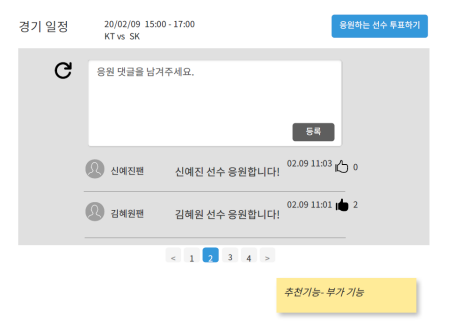 경기 일정
20/02/09 15:00 - 17:00
KT vs SK
응원하는 선수 투표하기
응원 댓글을 남겨주세요.
등록
신예진팬 신예진 선수 응원합니다! 02.09 11:03 0
김혜원팬 김혜원 선수 응원합니다! 02.09 11:01 2
< 1 2 3 4 >
추천기능- 부가 기능